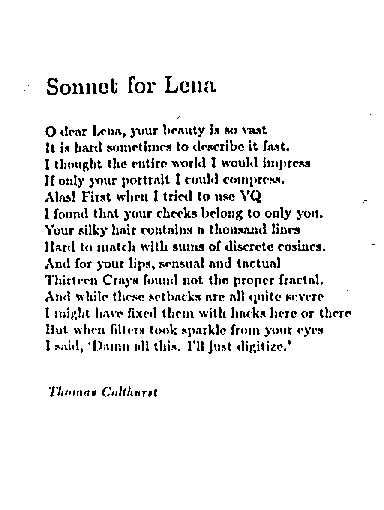 Sonnet for Lena
O dear Lena, your beauty is so vast
It is hard sometimes to describe it fast.
I thought the entire world I would impress
If only your portrait I could compress.
Alas! First when I tried to use VQ
I found that your cheeks belong to only you.
Your silky hair contains a thousand lines
Hard to match with sums of discrete cosines.
And for your lips, sensual and tactual
Thirteen Crays found not the proper fractal.
And while these setbacks are all quite severe
I might have fixed them with hacks here or there
But when filters took sparkle from your eyes
I said, 'Damn all this. I'll just digitize.'
Thomas Colthurst